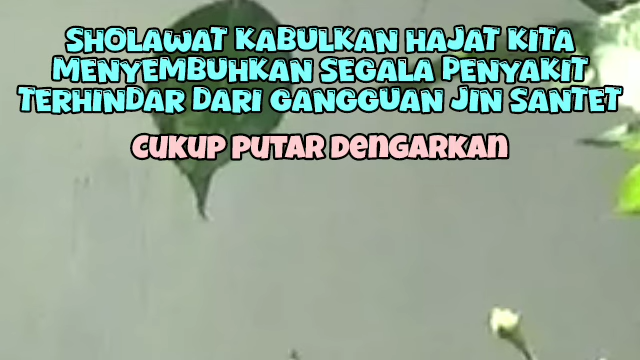 SHOLAWAT KABULKAN HAJAT KITA
MENYEMBUHKAN SEGALA PENYAKIT
TERHINDAR DARI GANGGUAN JIN SANTET
CUKUP PUTAR DENGARKAN